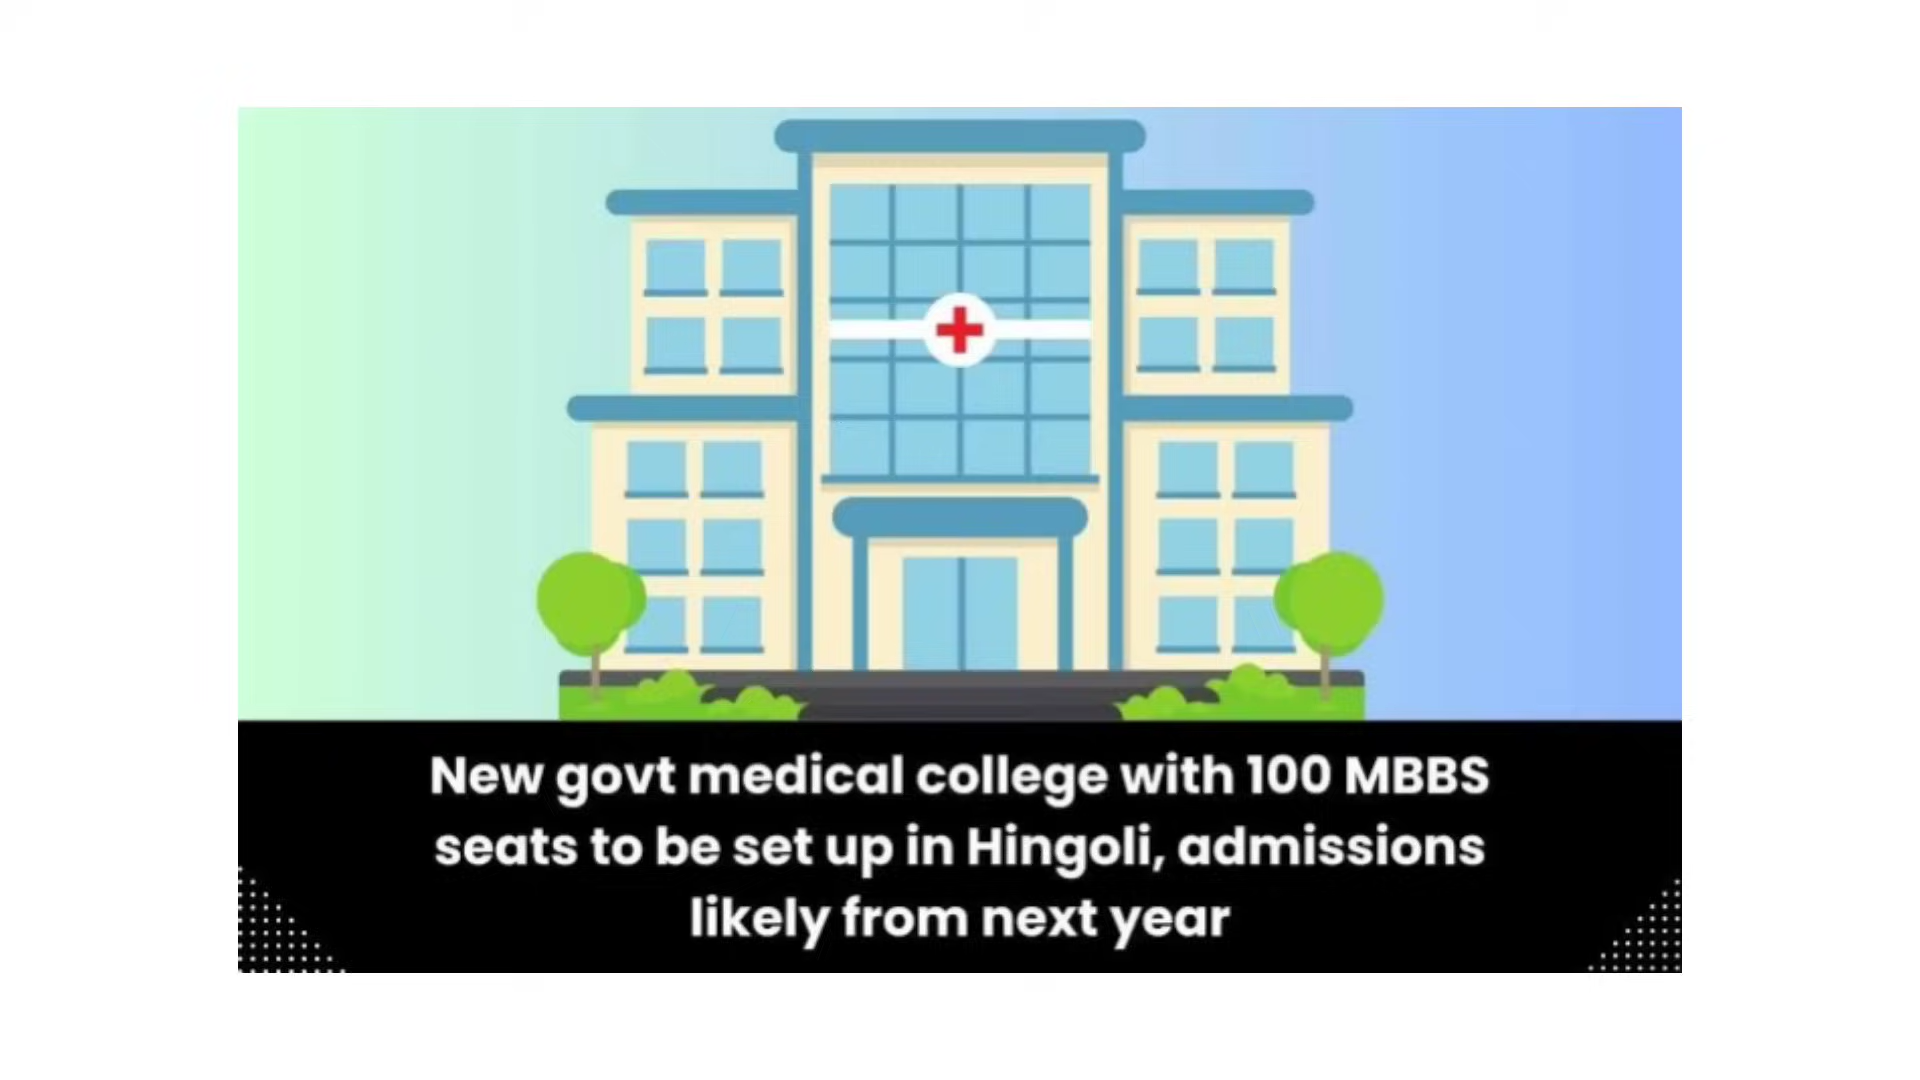 New govt medical college with 100 MBBS
seats to be set up in Hingoli, admissions
likely from next year